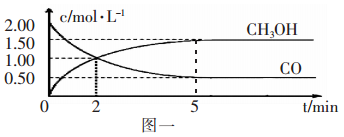 c/mol·L⁻¹
2.00
1.50
CH₃OH
1.00
0.50
CO
0
2
5
t/min
图一